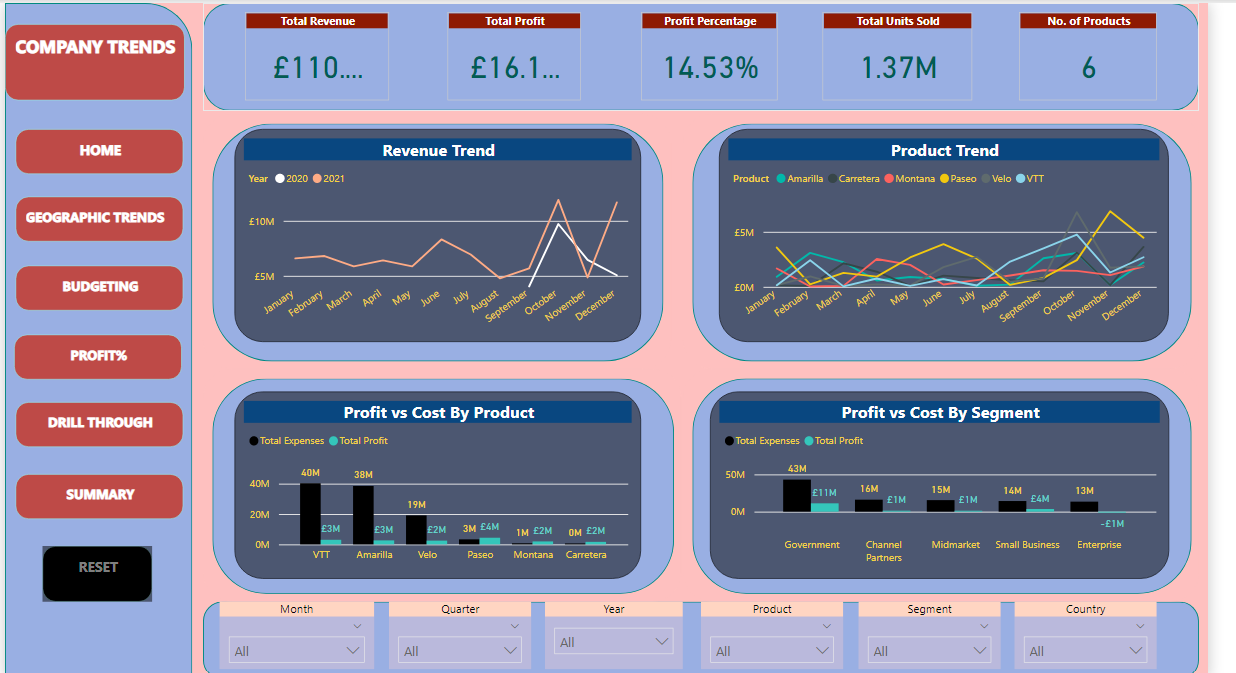 COMPANY TRENDS
HOME
GEOGRAPHIC TRENDS
BUDGETING
PROFIT%
DRILL THROUGH
SUMMARY
RESET
Total Revenue
£110....
Total Profit
£16.1...
Profit Percentage
14.53%
Total Units Sold
1.37M
No. of Products
6
Revenue Trend
Year 2020 2021
£10M
£5M
January February March April May June July August September October November December
Product Trend
Product Amarilla Carretera Montana Paseo Velo VTT
£5M
£0M
January February March April May June July August September October November December
Profit vs Cost By Product
Total Expenses Total Profit
40M
20M
0M
40M £3M 38M £3M 19M £2M 3M £4M 1M £2M 0M £2M
VTT Amarilla Velo Paseo Montana Carretera
Profit vs Cost By Segment
Total Expenses Total Profit
50M
0M
43M £11M 16M £1M 15M £1M 14M £4M 13M -£1M
Government Channel Partners Midmarket Small Business Enterprise
Month
All
Quarter
All
Year
All
Product
All
Segment
All
Country
All